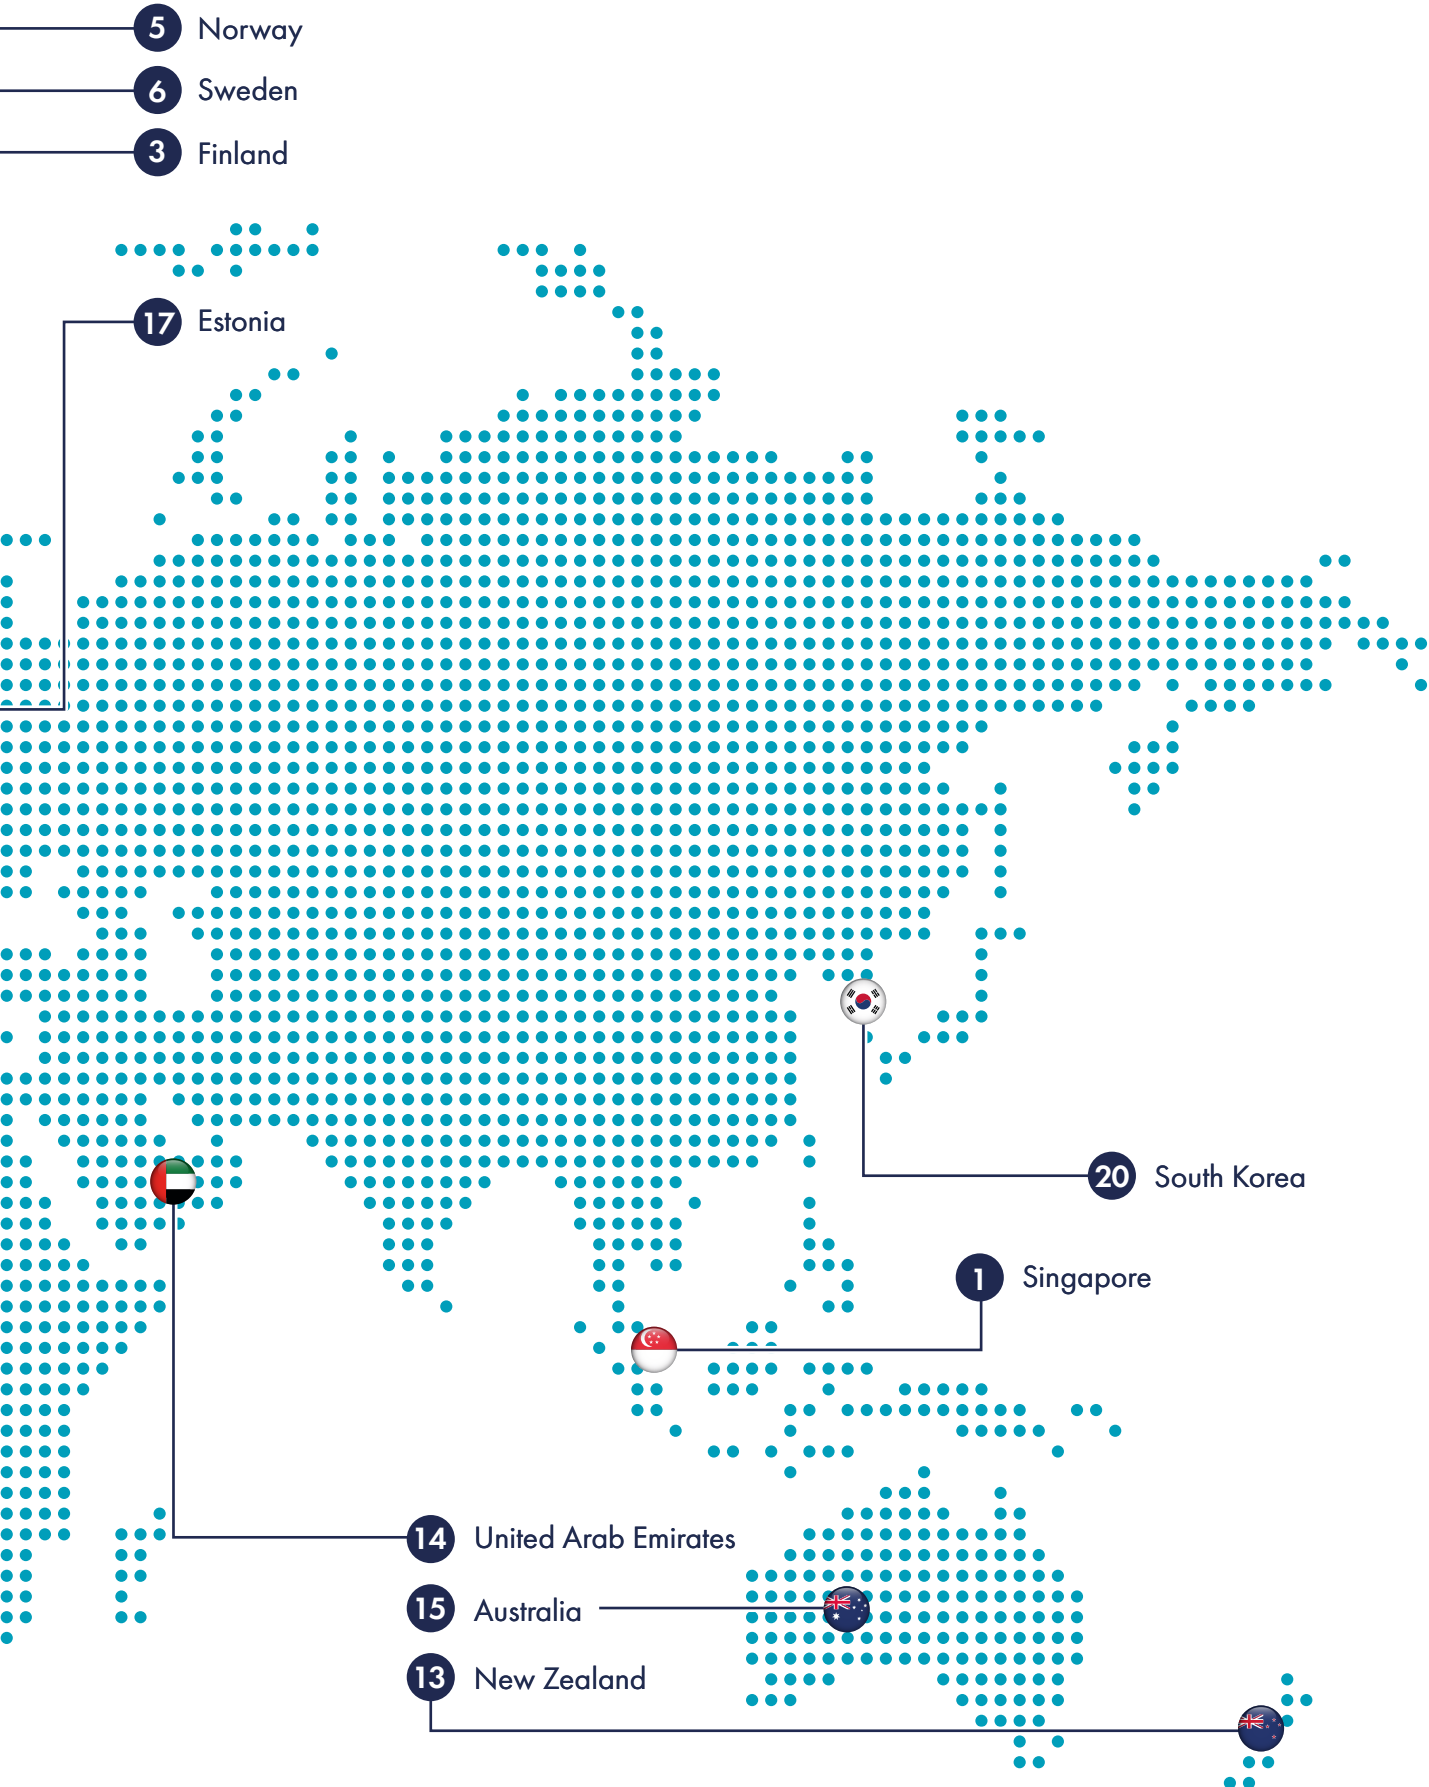 5 Norway
6 Sweden
3 Finland
17 Estonia
20 South Korea
1 Singapore
14 United Arab Emirates
15 Australia
13 New Zealand